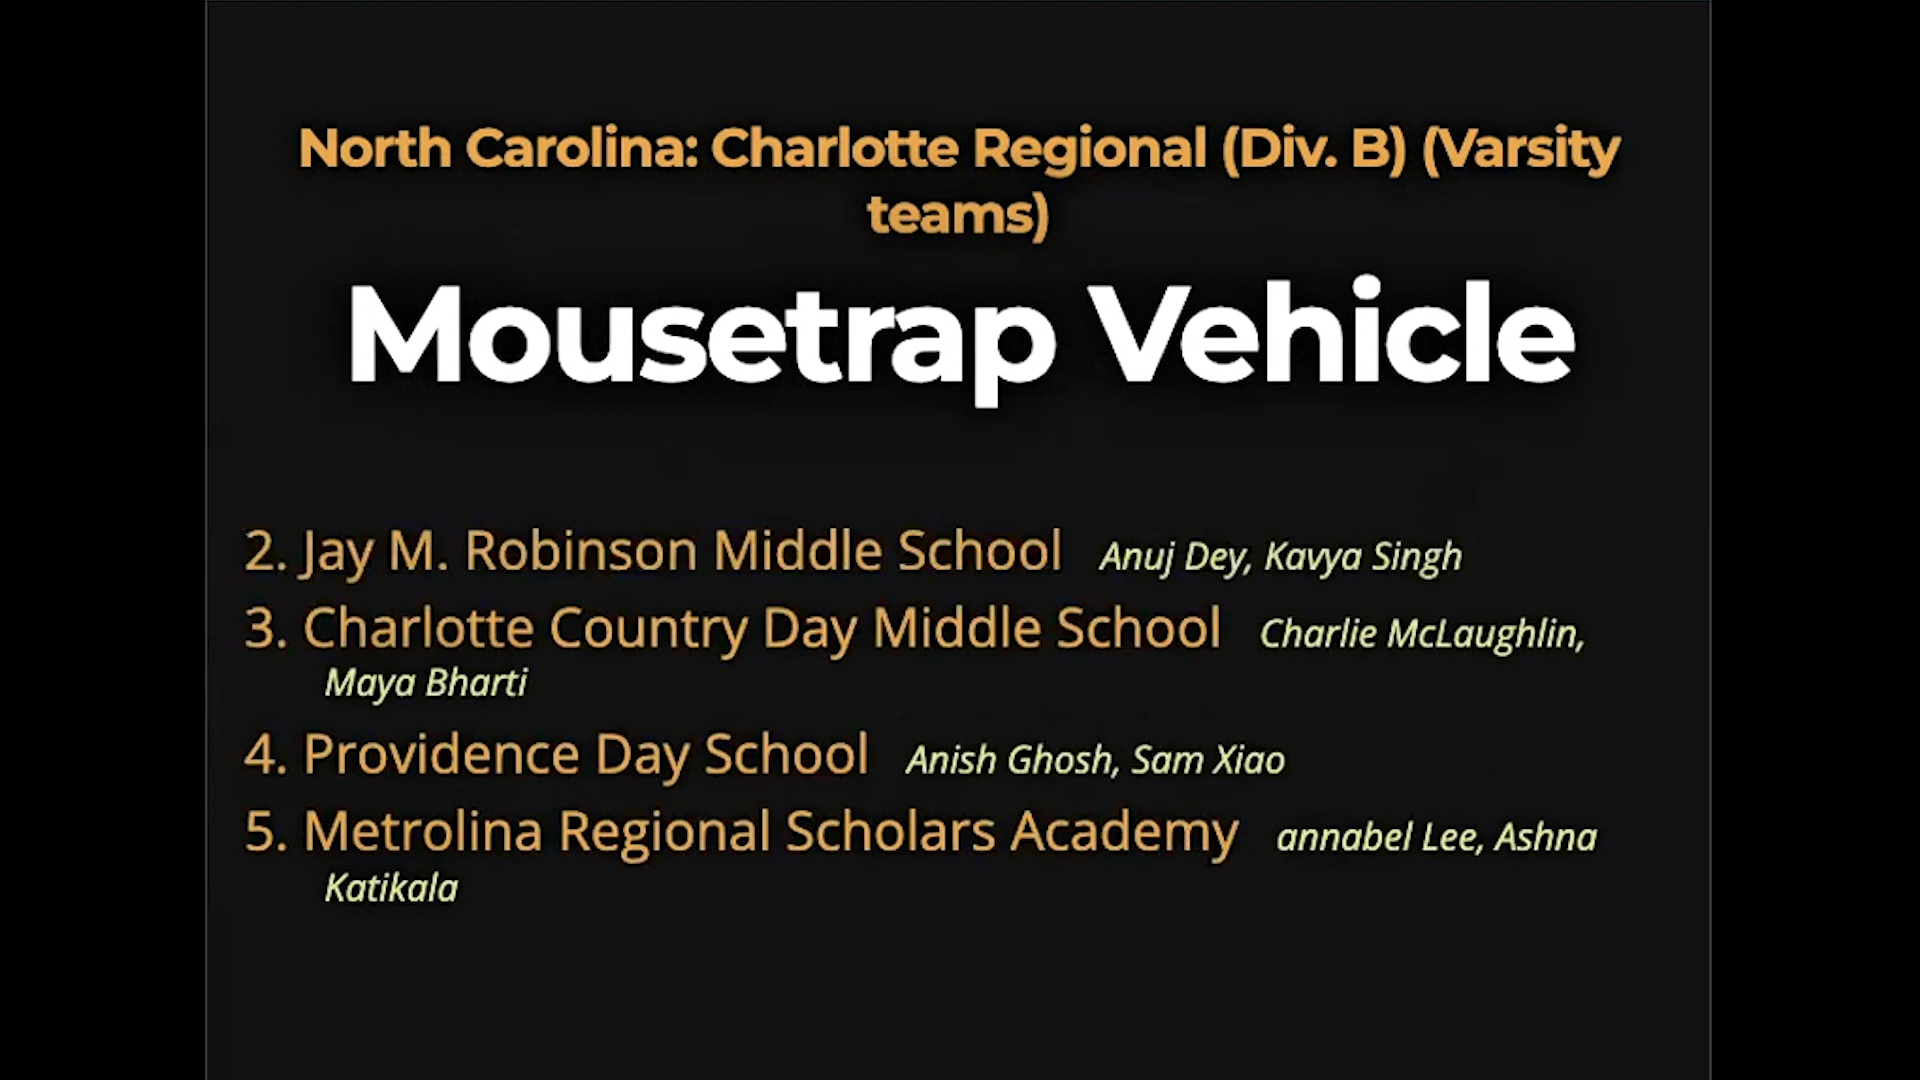 North Carolina: Charlotte Regional (Div. B) (Varsity
teams)
Mousetrap Vehicle
2. Jay M. Robinson Middle School Anuj Dey, Kavya Singh
3. Charlotte Country Day Middle School Charlie McLaughlin,
Maya Bharti
4. Providence Day School Anish Ghosh, Sam Xiao
5. Metrolina Regional Scholars Academy annabel Lee, Ashna
Katikala